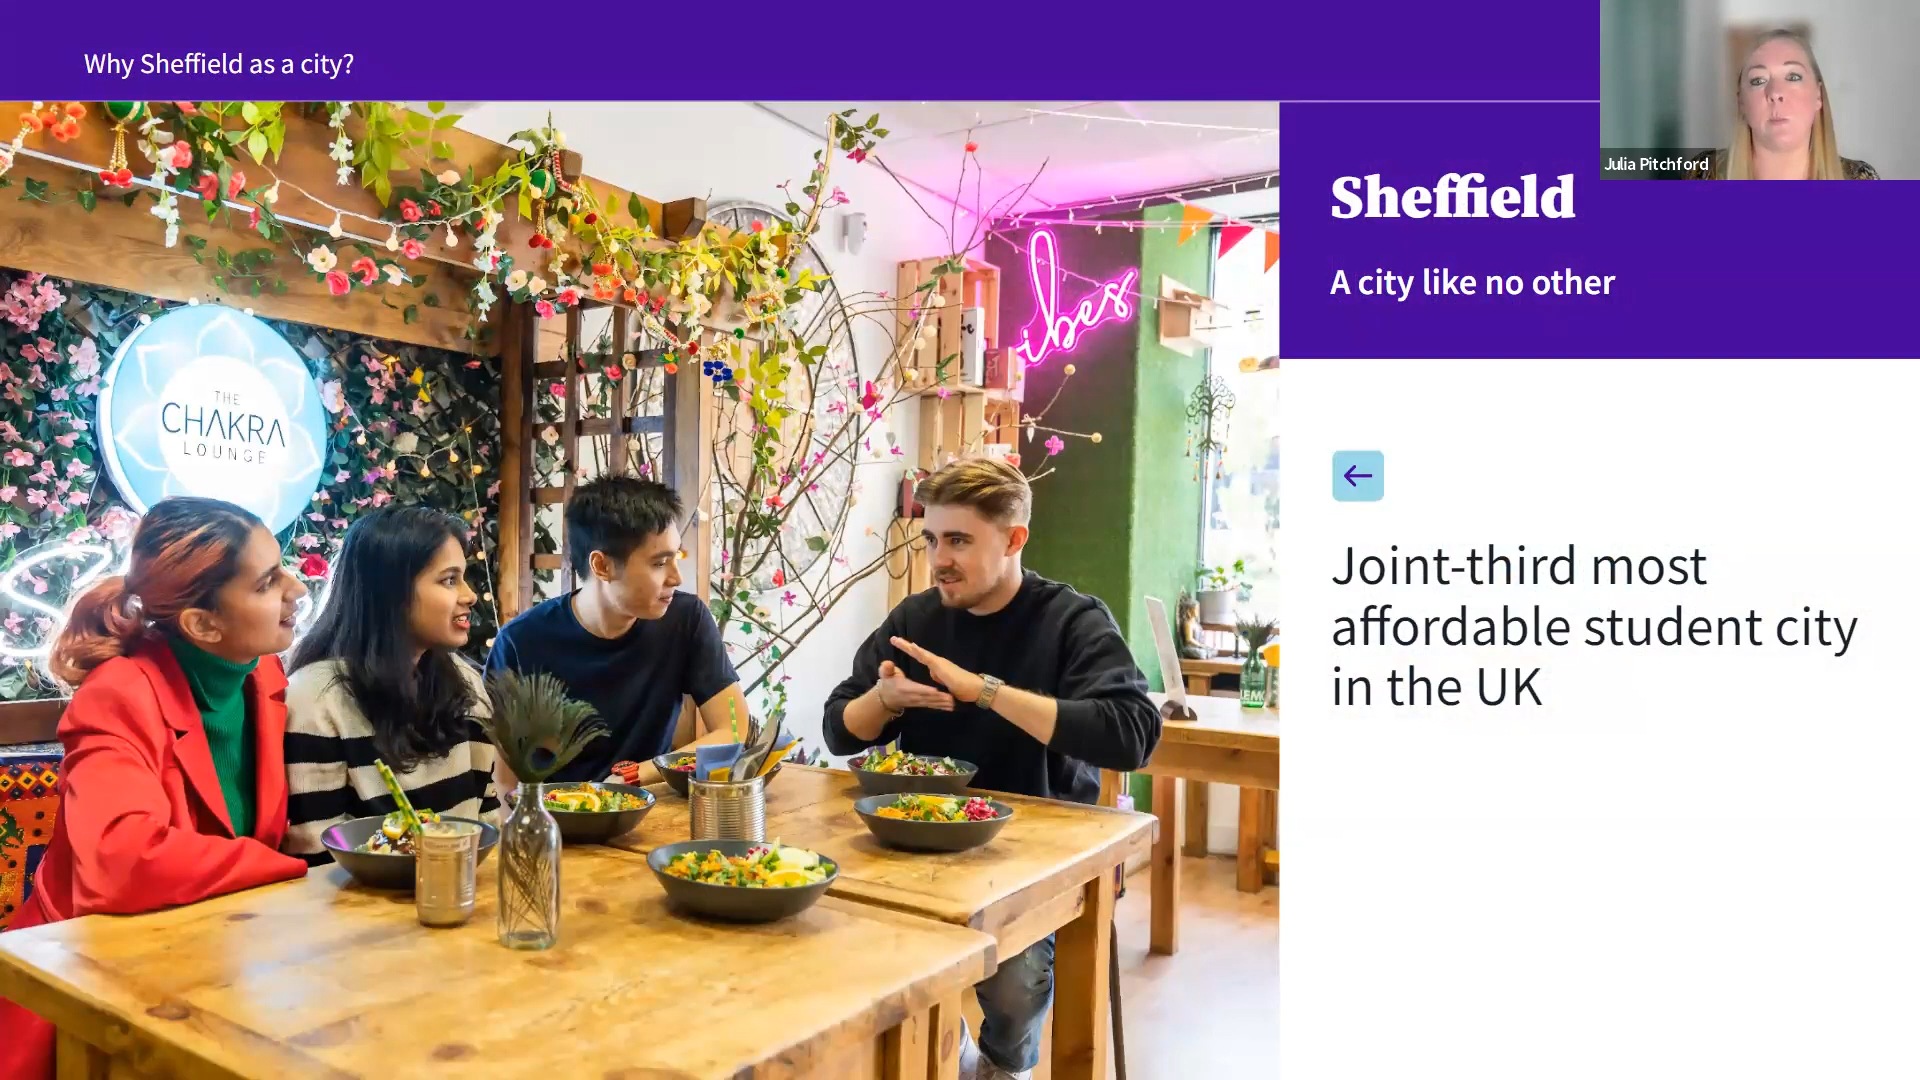 Why Sheffield as a city?
Julia Pitchford
Sheffield
A city like no other
THE
CHAKRA
LOUNGE
ibes
Joint-third most
affordable student city
in the UK